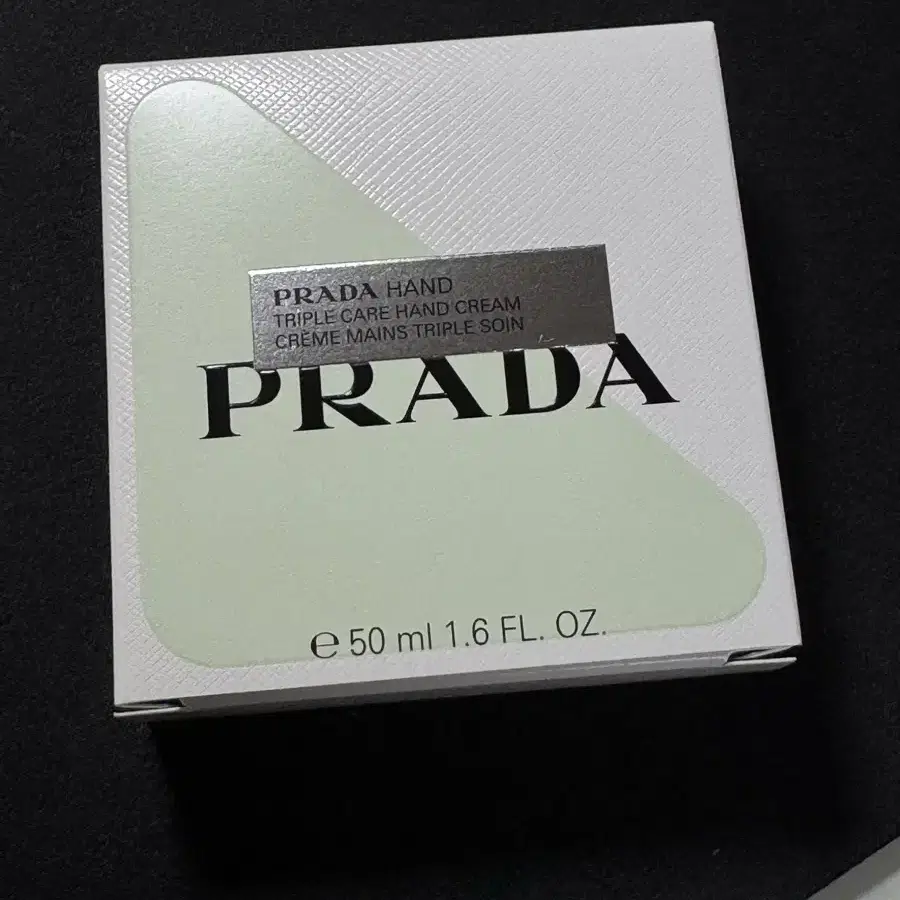 PRADA HAND
TRIPLE CARE HAND CREAM
CRÈME MAINS TRIPLE SOIN
PRADA
℮ 50 ml 1.6 FL. OZ.